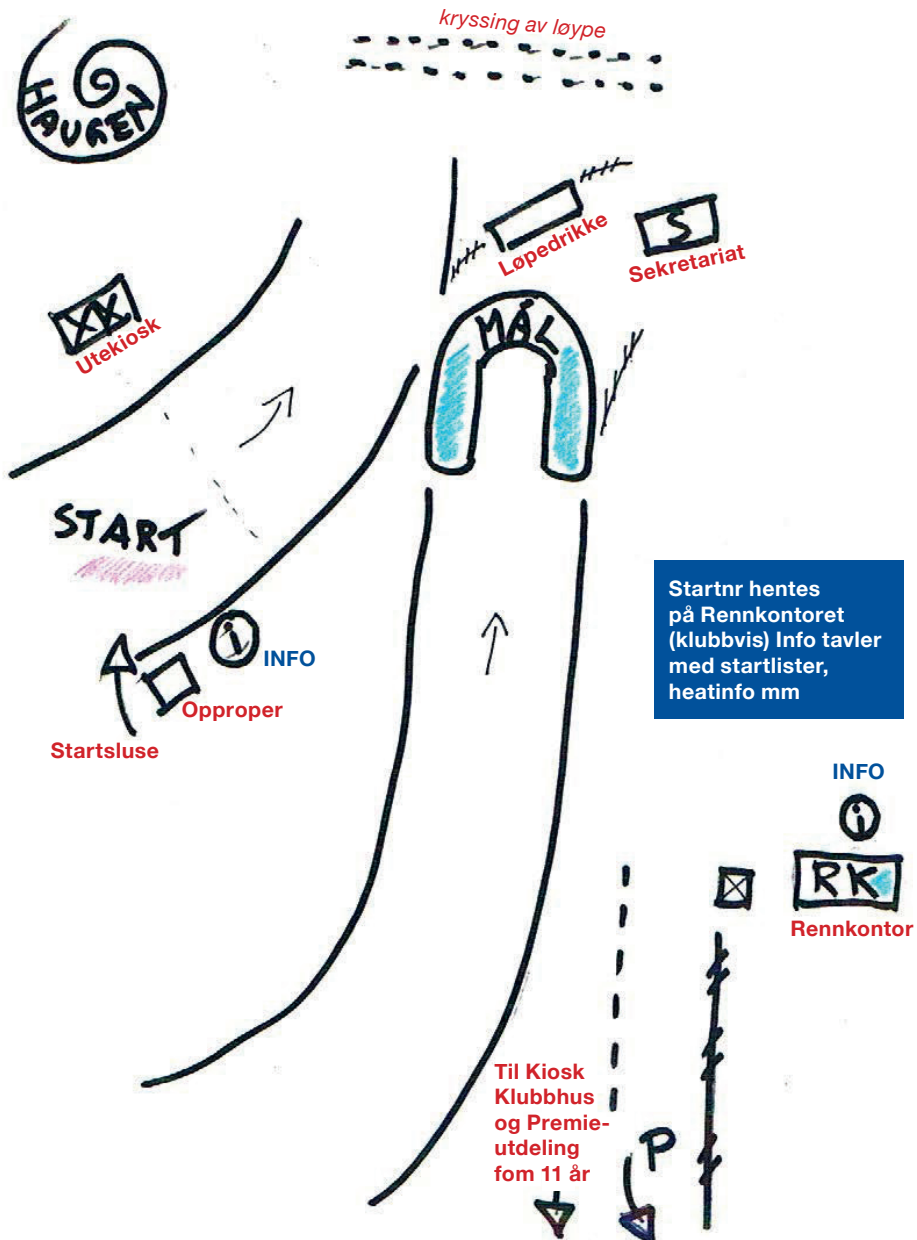 kryssing av løype
HAUGEN
Løpedrikke
S
Sekretariat
MÅL
XK
Utekiosk
START
i
INFO
Opproper
Startsluse
Startnr hentes
på Rennkontoret
(klubbvis) Info tavler
med startlister,
heatinfo mm
INFO
i
RK
Rennkontor
Til Kiosk
Klubbhus
og Premie-
utdeling
fom 11 år
P